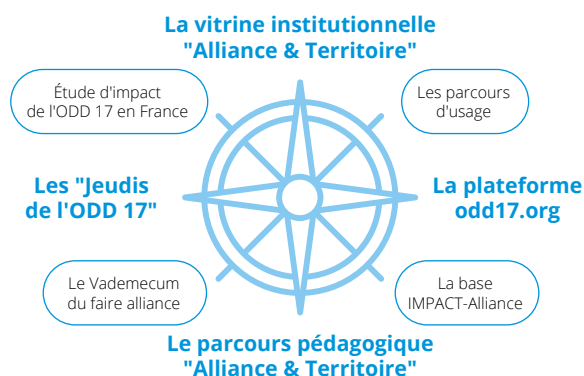 La vitrine institutionnelle
"Alliance & Territoire"
Étude d'impact
de l'ODD 17 en France
Les parcours
d'usage
Les "Jeudis
de l'ODD 17"
La plateforme
odd17.org
Le Vademecum
du faire alliance
La base
IMPACT-Alliance
Le parcours pédagogique
"Alliance & Territoire"